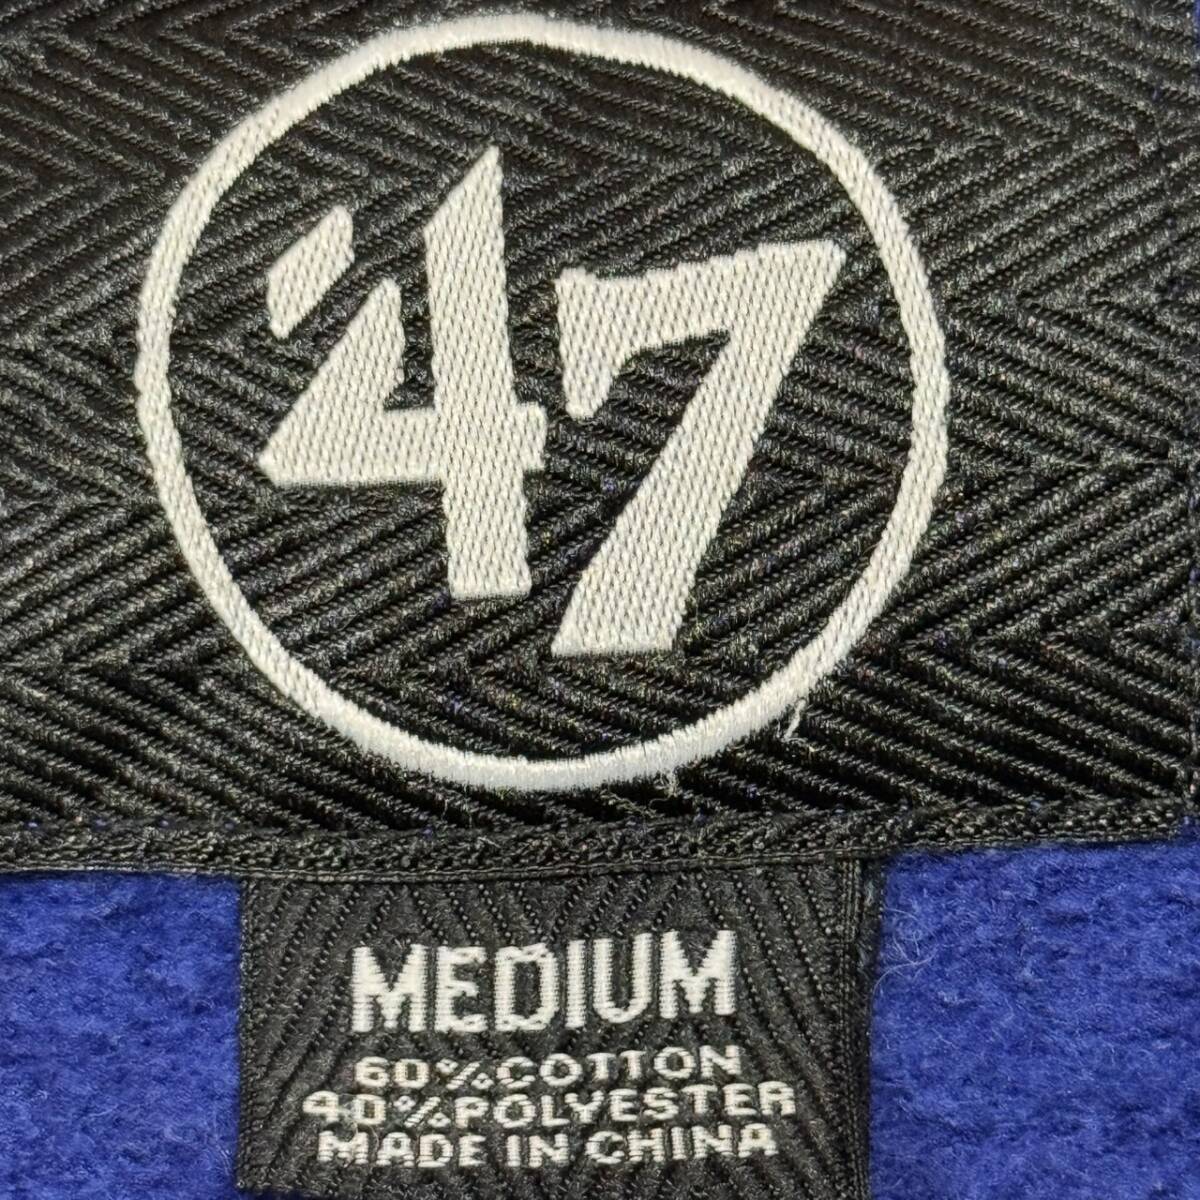 '47
MEDIUM
60%COTTON
40%POLYESTER
MADE IN CHINA